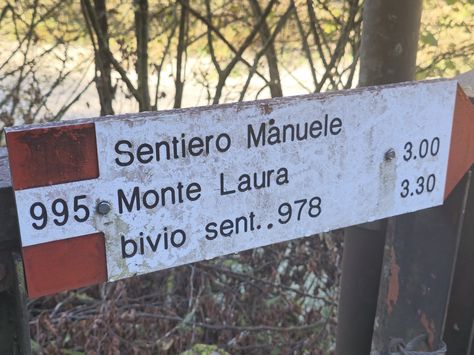 Sentiero Manuele
995 Monte Laura 3.00
bivio sent..978 3.30